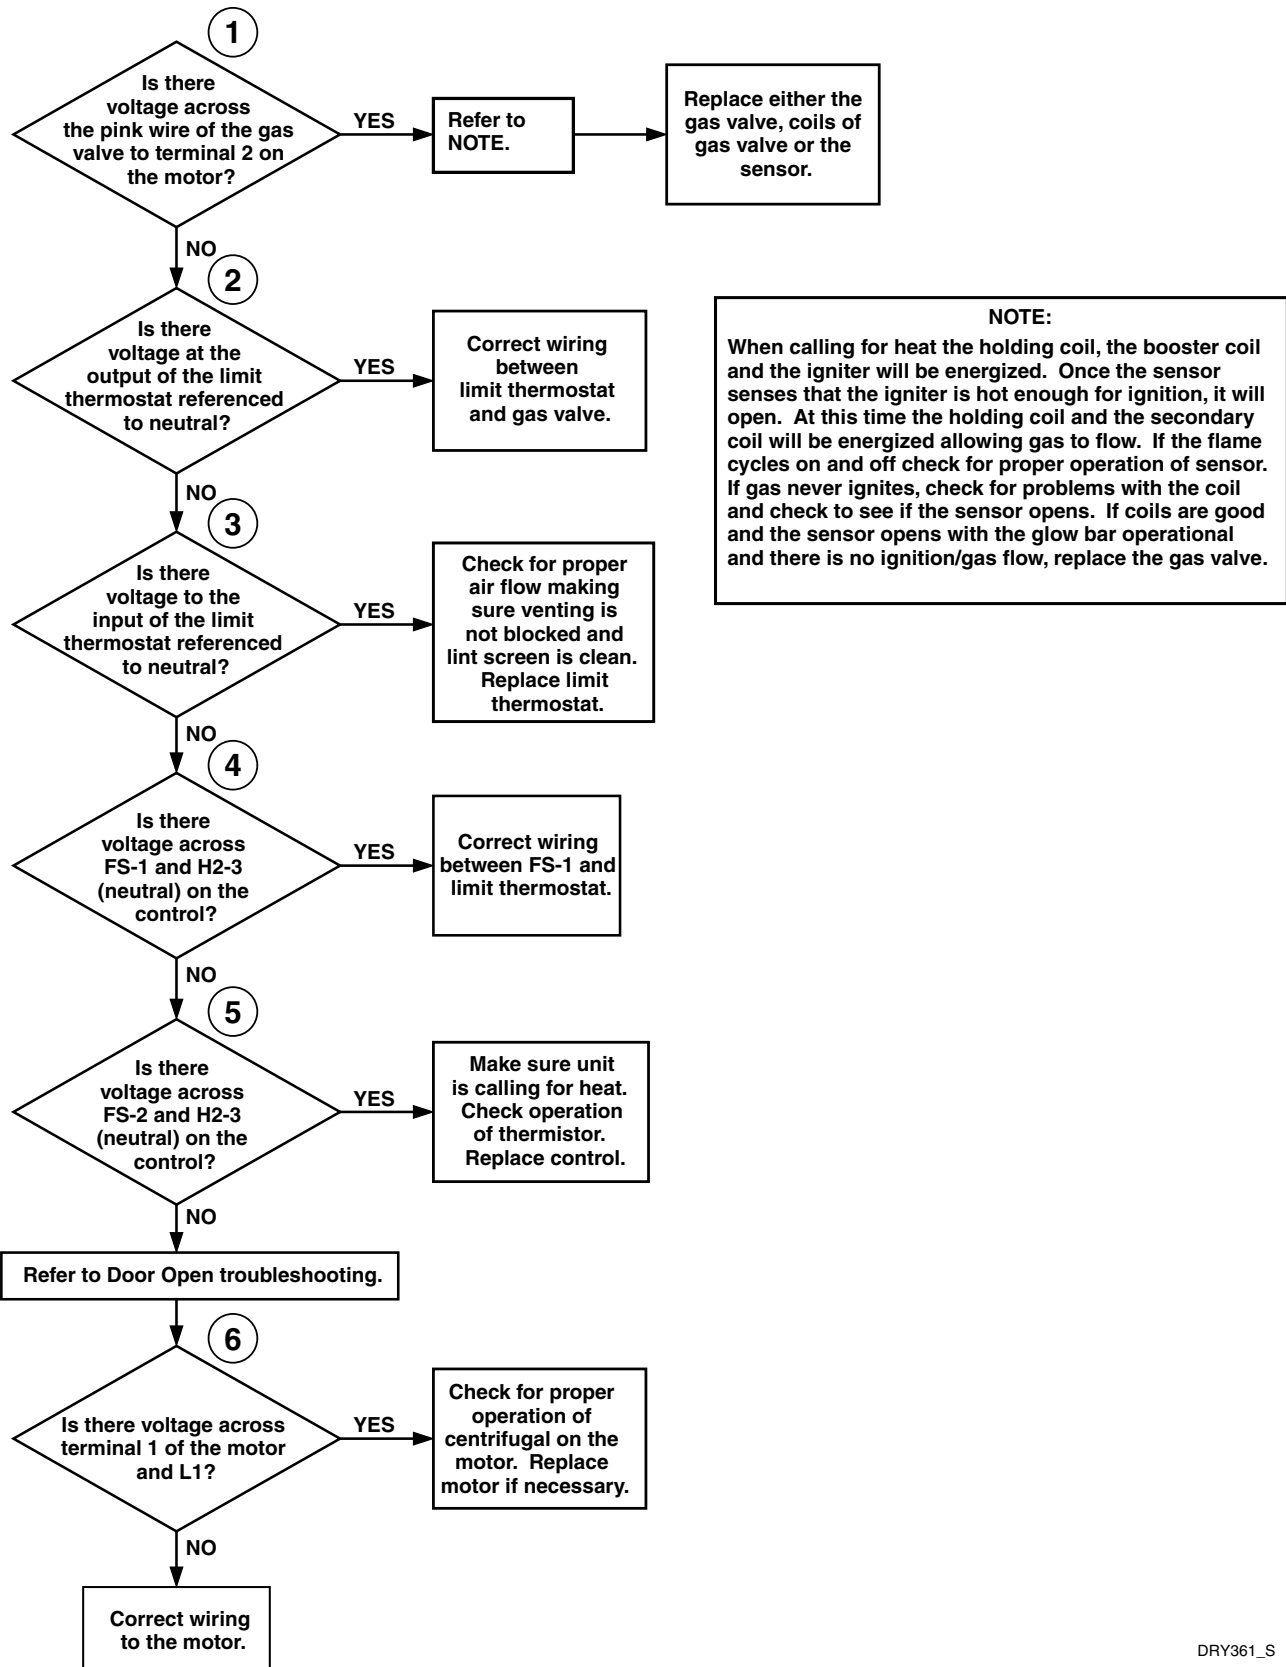 1
Is there
voltage across
the pink wire of the gas
valve to terminal 2 on
the motor?
YES
Refer to
NOTE.
Replace either the
gas valve, coils of
gas valve or the
sensor.
NO
2
Is there
voltage at the
output of the limit
thermostat referenced
to neutral?
YES
Correct wiring
between
limit thermostat
and gas valve.
NOTE:
When calling for heat the holding coil, the booster coil
and the igniter will be energized.  Once the sensor
senses that the igniter is hot enough for ignition, it will
open.  At this time the holding coil and the secondary
coil will be energized allowing gas to flow.  If the flame
cycles on and off check for proper operation of sensor.
If gas never ignites, check for problems with the coil
and check to see if the sensor opens.  If coils are good
and the sensor opens with the glow bar operational
and there is no ignition/gas flow, replace the gas valve.
NO
3
Is there
voltage to the
input of the limit
thermostat referenced
to neutral?
YES
Check for proper
air flow making
sure venting is
not blocked and
lint screen is clean.
Replace limit
thermostat.
NO
4
Is there
voltage across
FS-1 and H2-3
(neutral) on the
control?
YES
Correct wiring
between FS-1 and
limit thermostat.
NO
5
Is there
voltage across
FS-2 and H2-3
(neutral) on the
control?
YES
Make sure unit
is calling for heat.
Check operation
of thermistor.
Replace control.
NO
Refer to Door Open troubleshooting.
6
Is there voltage across
terminal 1 of the motor
and L1?
YES
Check for proper
operation of
centrifugal on the
motor.  Replace
motor if necessary.
NO
Correct wiring
to the motor.
DRY361_S